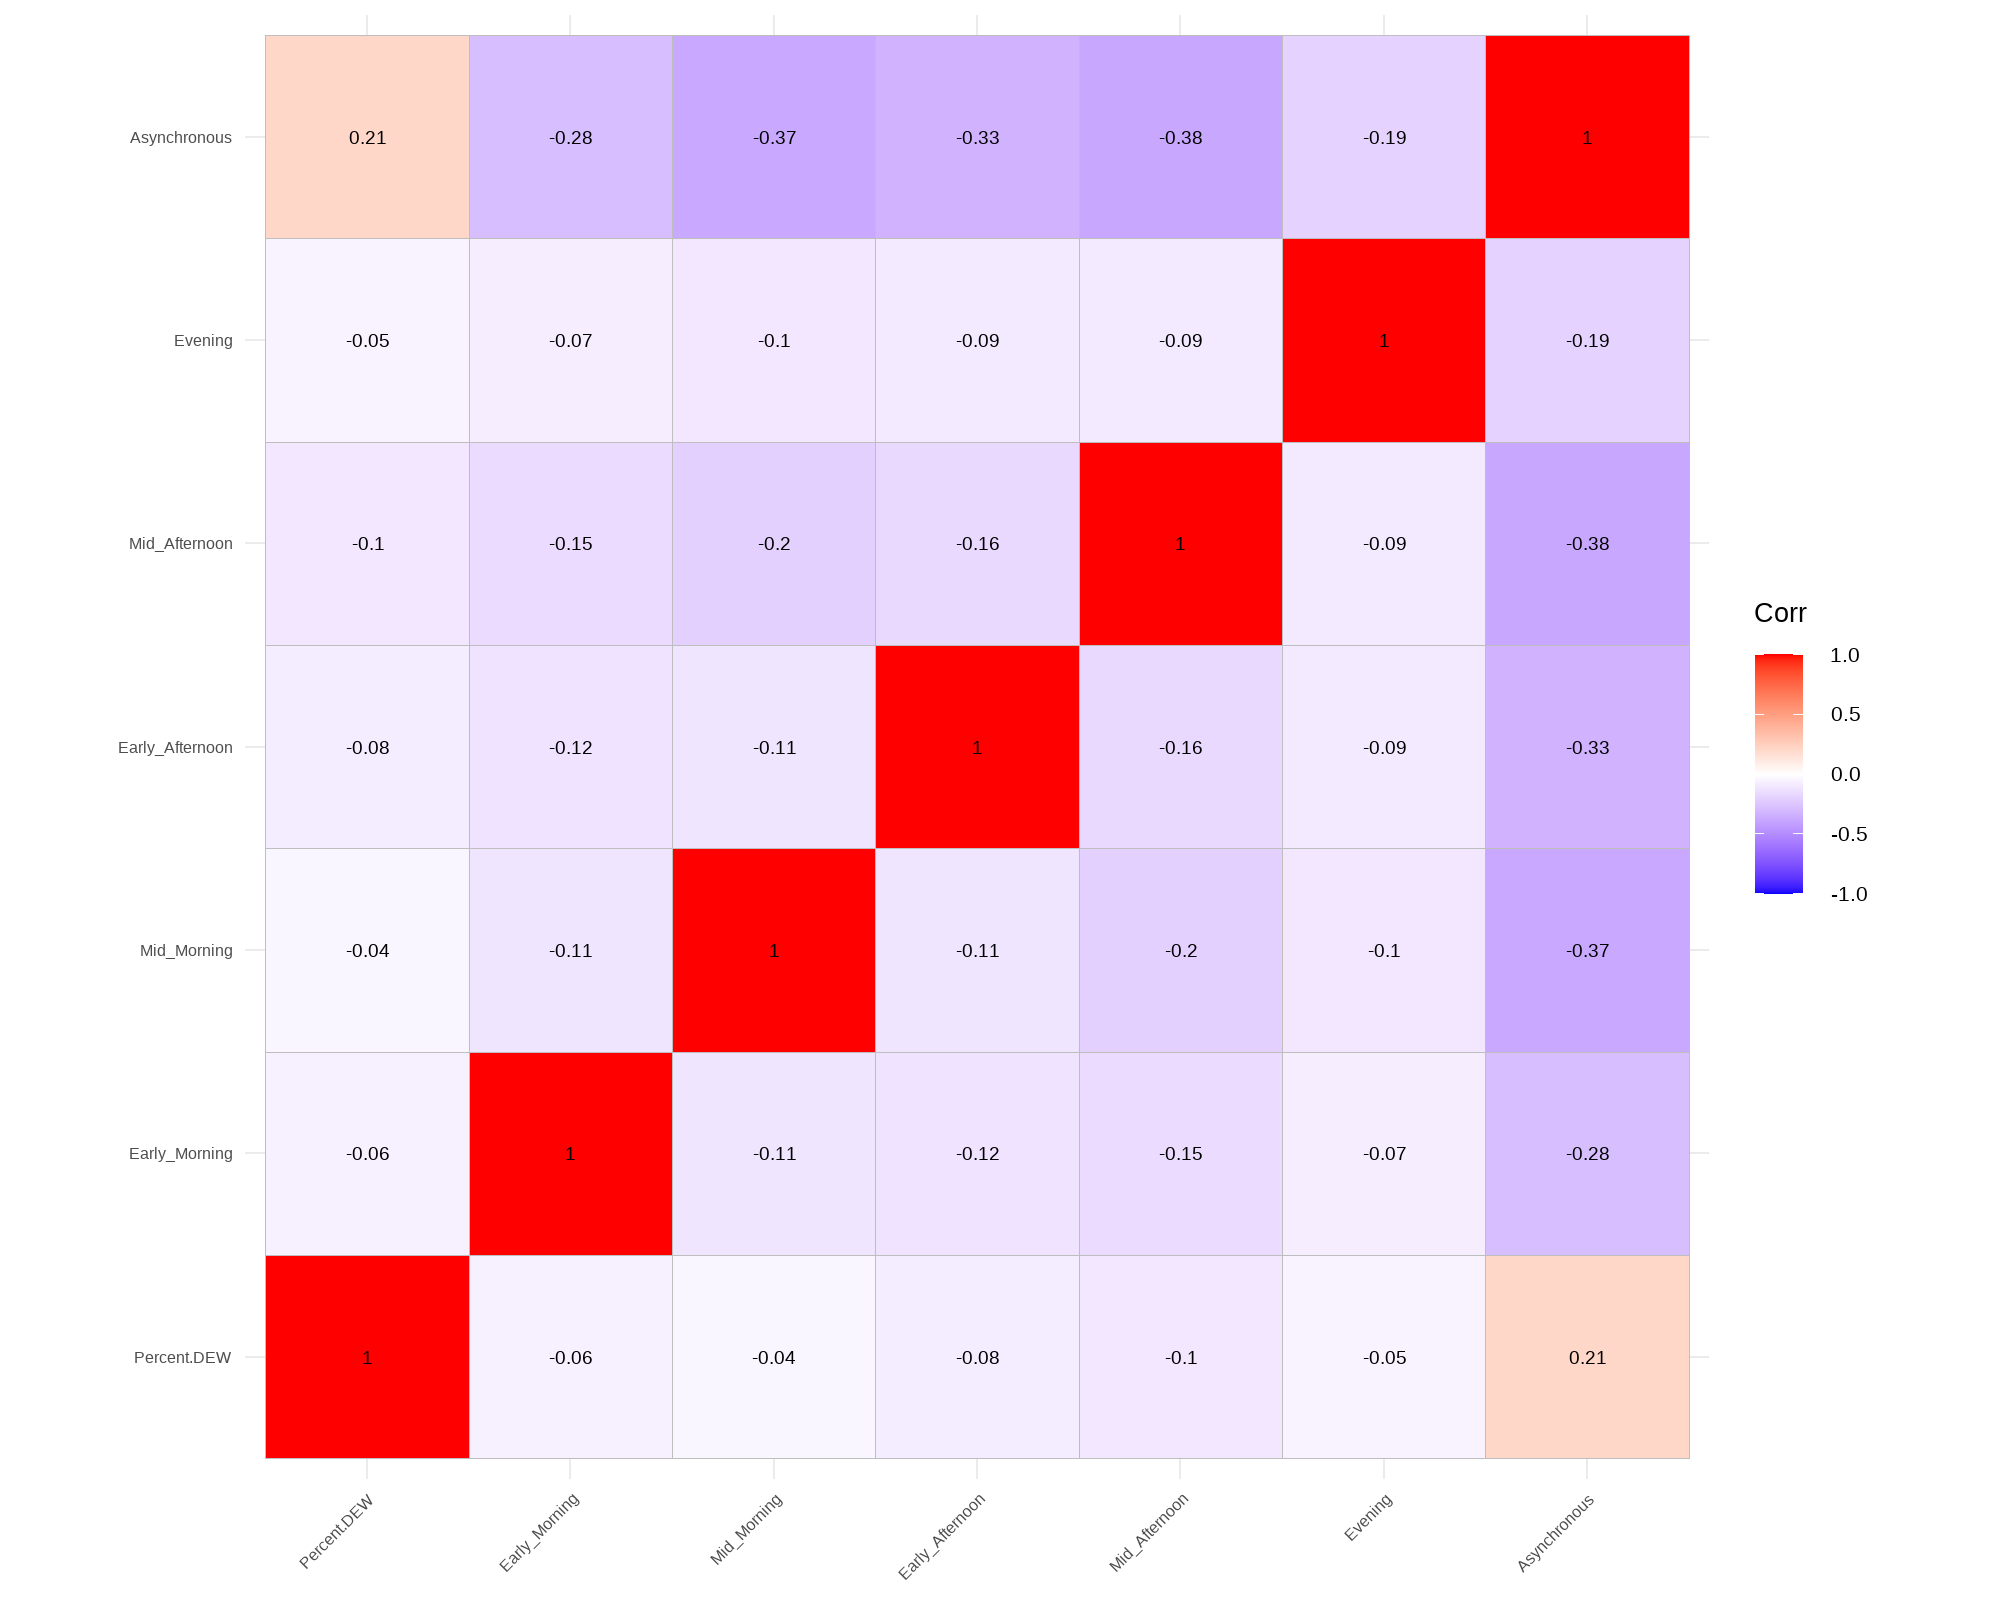 Asynchronous 0.21 -0.28 -0.37 -0.33 -0.38 -0.19 1
Evening -0.05 -0.07 -0.1 -0.09 -0.09 1 -0.19
Mid_Afternoon -0.1 -0.15 -0.2 -0.16 1 -0.09 -0.38
Early_Afternoon -0.08 -0.12 -0.11 1 -0.16 -0.09 -0.33
Mid_Morning -0.04 -0.11 1 -0.11 -0.2 -0.1 -0.37
Early_Morning -0.06 1 -0.11 -0.12 -0.15 -0.07 -0.28
Percent.DEW 1 -0.06 -0.04 -0.08 -0.1 -0.05 0.21
Percent.DEW Early_Morning Mid_Morning Early_Afternoon Mid_Afternoon Evening Asynchronous
Corr
1.0
0.5
0.0
-0.5
-1.0